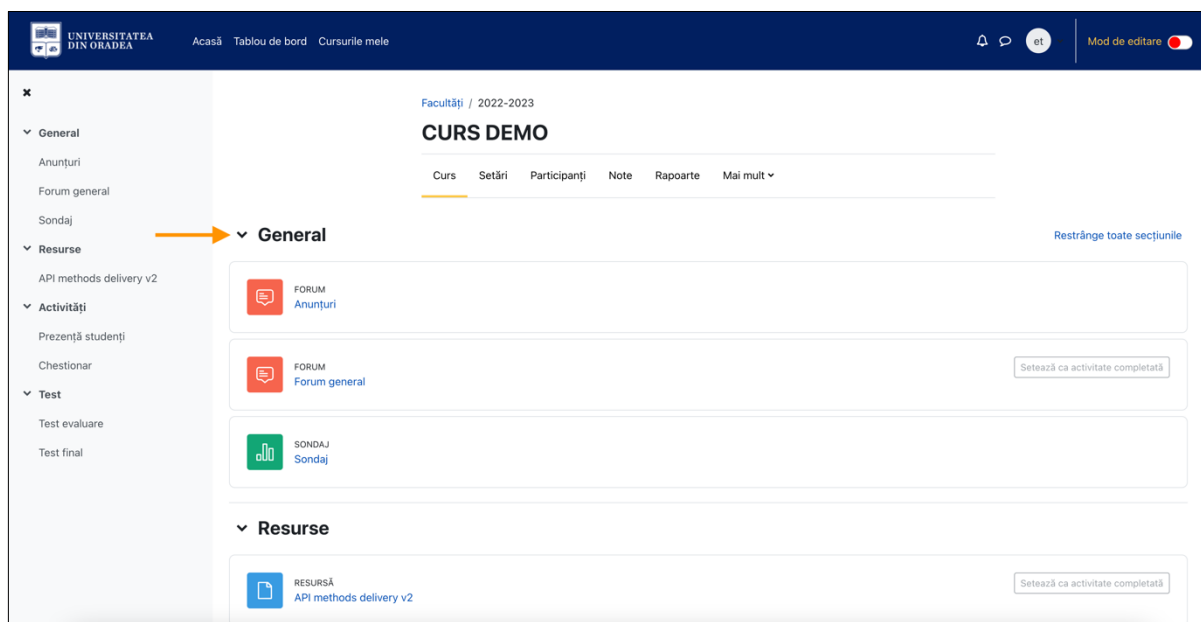 UNIVERSITATEA
DIN ORADEA
Acasă Tablou de bord Cursurile mele
et
Mod de editare
Facultăți / 2022-2023
CURS DEMO
Curs Setări Participanți Note Rapoarte Mai mult
General
Anunțuri
Forum general
Sondaj
Resurse
API methods delivery v2
Activități
Prezență studenți
Chestionar
Test
Test evaluare
Test final
General
Restrânge toate secțiunile
FORUM
Anunțuri
FORUM
Forum general
Setează ca activitate completată
SONDAJ
Sondaj
Resurse
RESURSĂ
API methods delivery v2
Setează ca activitate completată